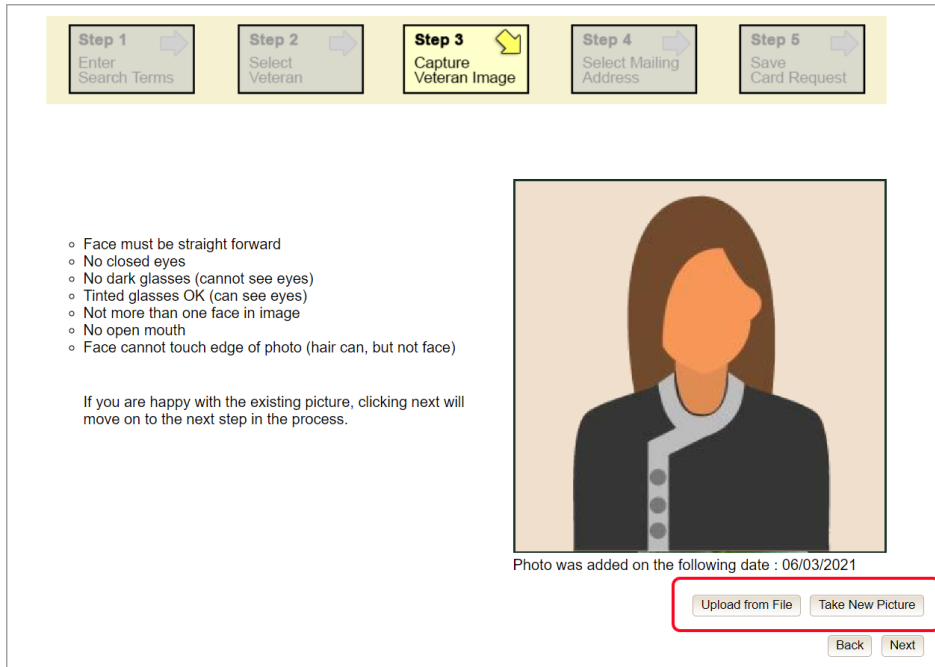 Step 1
Enter
Search Terms
Step 2
Select
Veteran
Step 3
Capture
Veteran Image
Step 4
Select Mailing
Address
Step 5
Save
Card Request
Face must be straight forward
No closed eyes
No dark glasses (cannot see eyes)
Tinted glasses OK (can see eyes)
Not more than one face in image
No open mouth
Face cannot touch edge of photo (hair can, but not face)
If you are happy with the existing picture, clicking next will
move on to the next step in the process.
Photo was added on the following date : 06/03/2021
Upload from File Take New Picture
Back Next